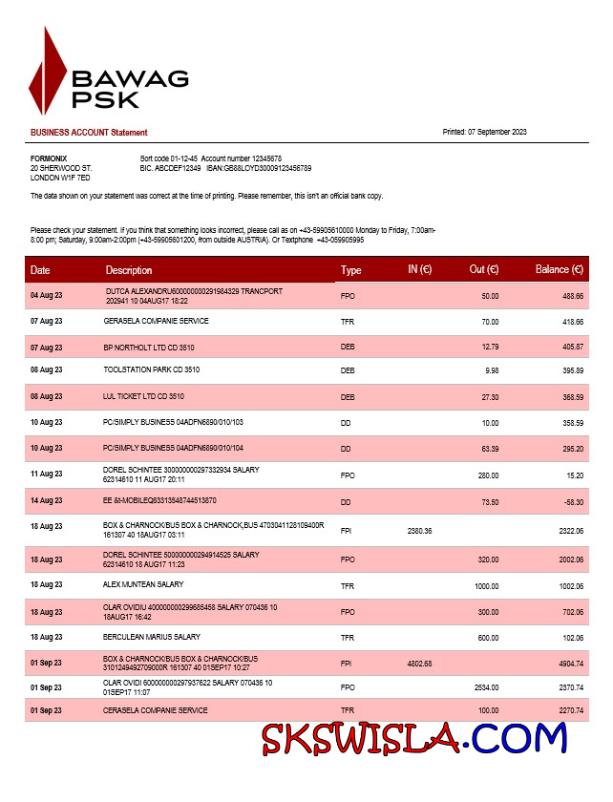 BAWAG
PSK
BUSINESS ACCOUNT Statement Printed: 07 September 2023
FORMONIX Sort code 01-12-45 Account number 12345678
20 SHERWOOD ST. BIC. ABCDEF12349 IBAN:GB88LOYD30009123456789
LONDON W1F 7ED
The data shown on your statement was correct at the time of printing. Please remember, this isn't an official bank copy.
Please check your statement. If you think that something looks incorrect, please call as on +43-59905610000 Monday to Friday, 7:00am-
8:00 pm; Saturday, 9:00am-2:00pm (+43-59905601200, from outside AUSTRIA). Or Textphone +43-059905995
Date Description Type IN (€) Out (€) Balance (€)
04 Aug 23 DUTCA ALEXANDRU600000000291984329 TRANCPORT
202941 10 04AUG17 18:22 FPO 50.00 488.66
07 Aug 23 GERASELA COMPANIE SERVICE TFR 70.00 418.66
07 Aug 23 BP NORTHOLT LTD CD 3510 DEB 12.79 405.87
08 Aug 23 TOOLSTATION PARK CD 3510 DEB 9.98 395.89
08 Aug 23 LUL TICKET LTD CD 3510 DEB 27.30 368.59
10 Aug 23 PC/SIMPLY BUSINESS 04ADFN6890/010/103 DD 10.00 358.59
10 Aug 23 PC/SIMPLY BUSINESS 04ADFN6890/010/104 DD 63.39 295.20
11 Aug 23 DOREL SCHINTEE 300000000297332934 SALARY
62314610 11 AUG17 20:11 FPO 280.00 15.20
14 Aug 23 EE &t-MOBILEQ83313548744513870 DD 73.50 -58.30
18 Aug 23 BOX & CHARNOCK/BUS BOX & CHARNOCK,BUS 4703041128109400R
161307 40 18AUG17 03:11 FPI 2380.36 2322.06
18 Aug 23 DOREL SCHINTEE 500000000294914525 SALARY
62314610 18 AUG17 11:23 FPO 320.00 2002.06
18 Aug 23 ALEX MUNTEAN SALARY TFR 1000.00 1002.06
18 Aug 23 OLAR OVIDIU 400000000299685458 SALARY 070436 10
18AUG17 16:42 FPO 300.00 702.06
18 Aug 23 BERCULEAN MARIUS SALARY TFR 600.00 102.06
01 Sep 23 BOX & CHARNOCK/BUS BOX & CHARNOCK/BUS
3101249492709000R 161307 40 01SEP17 10:27 FPI 4802.68 4904.74
01 Sep 23 OLAR OVIDI 600000000297937622 SALARY 070436 10
01SEP17 11:07 FPO 2534.00 2370.74
01 Sep 23 CERASELA COMPANIE SERVICE TFR 100.00 2270.74
SKSWISLA.COM